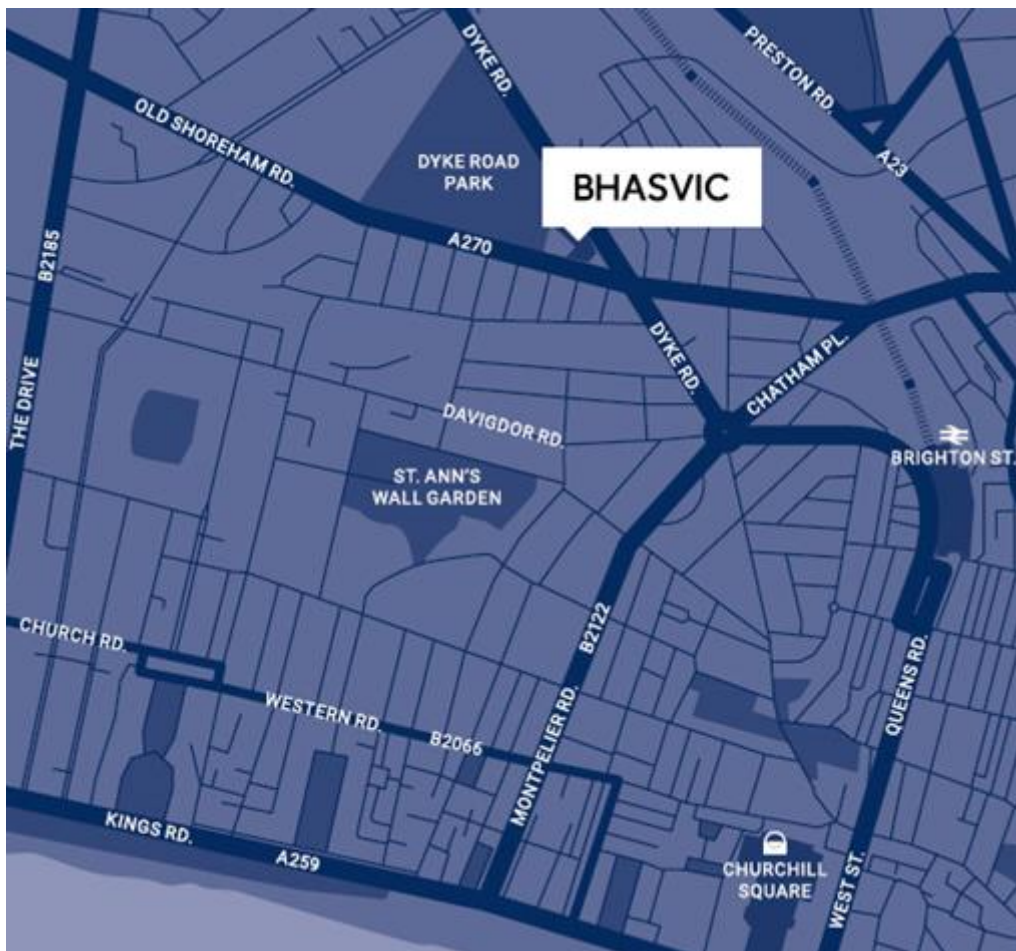 DYKE RD.
PRESTON RD.
OLD SHOREHAM RD.
DYKE ROAD
PARK
BHASVIC
A23
A270
B2185
THE DRIVE
DYKE RD.
CHATHAM PL.
DAVIGDOR RD.
BRIGHTON ST.
ST. ANN'S
WALL GARDEN
B2122
CHURCH RD.
QUEENS RD.
WESTERN RD.
B2066
MONTPELIER RD.
KINGS RD.
A259
CHURCHILL
SQUARE
WEST ST.